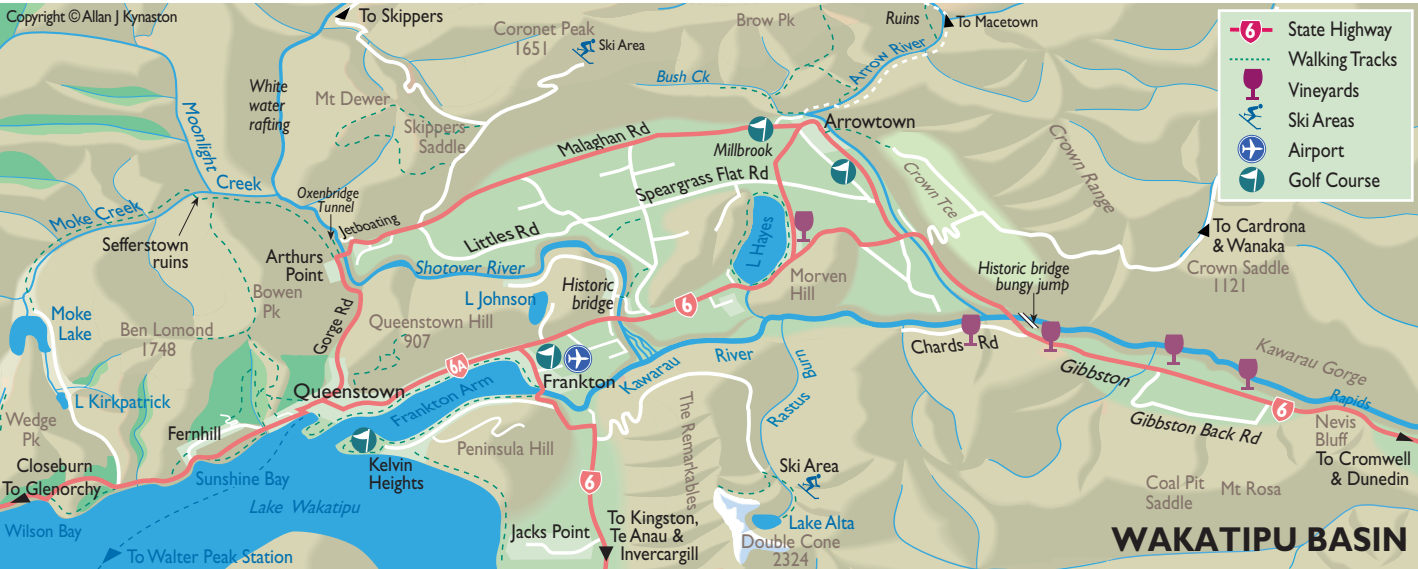 Copyright © Allan J Kynaston
To Skippers
Coronet Peak
1651
Ski Area
Brow Pk
Ruins
To Macetown
6
State Highway
Walking Tracks
Vineyards
Ski Areas
Airport
Golf Course
White
water
rafting
Mt Dewer
Skippers
Saddle
Bush Ck
Arrow River
Moonlight
Creek
Malaghan Rd
Millbrook
Arrowtown
Crown Range
Crown Tce
Speargrass Flat Rd
Moke Creek
Oxenbridge
Tunnel
Jetboating
Sefferstown
ruins
Littles Rd
L Hayes
To Cardrona
& Wanaka
Crown Saddle
1121
Arthurs
Point
Shotover River
Historic
bridge
Morven
Hill
Historic bridge
bungy jump
Bowen
Pk
L Johnson
6
Moke
Lake
Ben Lomond
1748
Gorge Rd
Queenstown Hill
907
Chards Rd
Kawarau Gorge
Rapids
6A
Kawarau
River
Rastus
Burn
Gibbston
Queenstown
Frankton Arm
Frankton
L Kirkpatrick
Wedge
Pk
Fernhill
The Remarkables
Gibbston Back Rd
6
Nevis
Bluff
To Cromwell
& Dunedin
Closeburn
To Glenorchy
Kelvin
Heights
Peninsula Hill
Sunshine Bay
Lake Wakatipu
Ski Area
Coal Pit
Saddle
Mt Rosa
6
Wilson Bay
To Walter Peak Station
Jacks Point
To Kingston,
Te Anau &
Invercargill
Lake Alta
Double Cone
2324
WAKATIPU BASIN